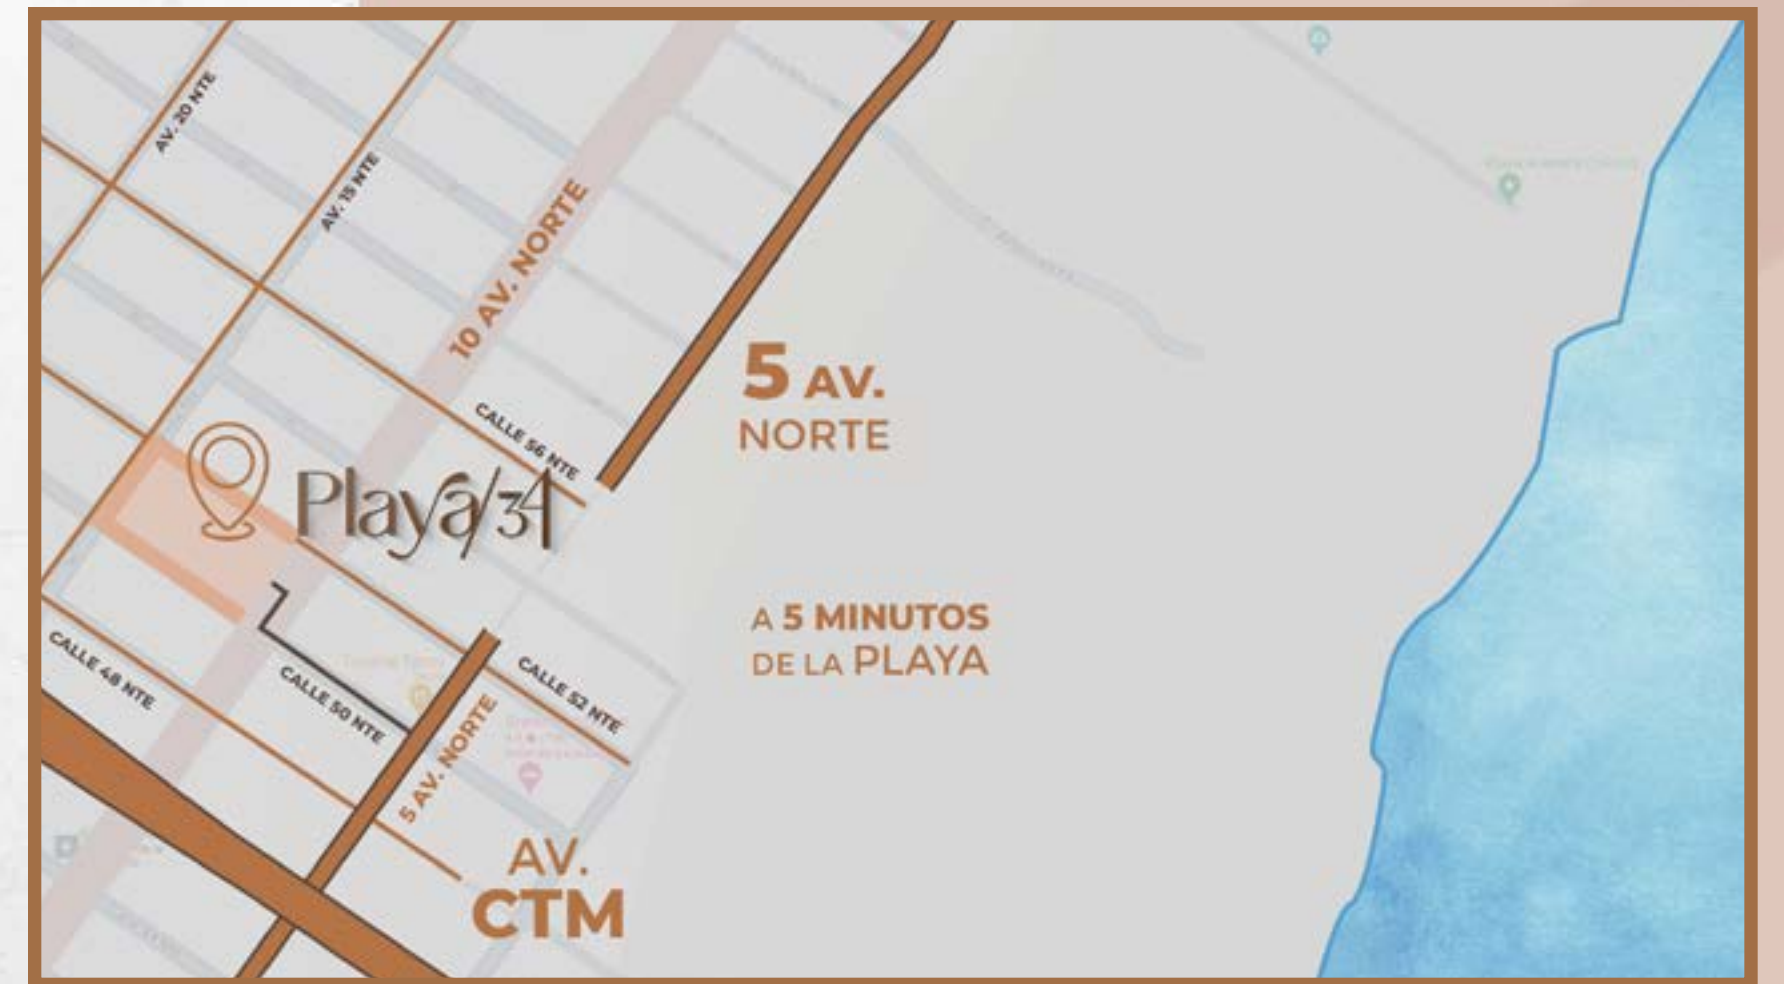 AV. 20 NTE
AV. 15 NTE
10 AV. NORTE
5 AV.
NORTE
CALLE 56 NTE
Playa/34
A 5 MINUTOS
DE LA PLAYA
CALLE 48 NTE
CALLE 50 NTE
CALLE 52 NTE
5 AV. NORTE
AV.
CTM